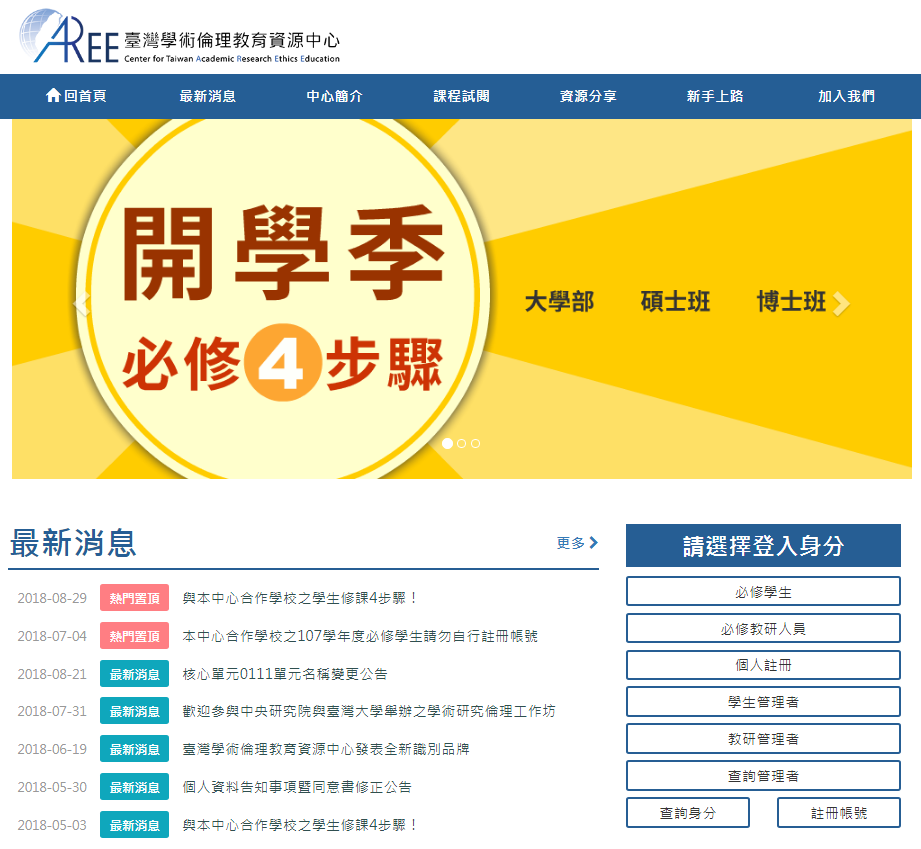 AREE 臺灣學術倫理教育資源中心
Center for Taiwan Academic Research Ethics Education
回首頁 最新消息 中心簡介 課程試閱 資源分享 新手上路 加入我們
開學季
必修4步驟
大學部 碩士班 博士班
最新消息 更多
2018-08-29 熱門置頂 與本中心合作學校之學生修課4步驟！
2018-07-04 熱門置頂 本中心合作學校之107學年度必修學生請勿自行註冊帳號
2018-08-21 最新消息 核心單元0111單元名稱變更公告
2018-07-31 最新消息 歡迎參與中央研究院與臺灣大學舉辦之學術研究倫理工作坊
2018-06-19 最新消息 臺灣學術倫理教育資源中心發表全新識別品牌
2018-05-30 最新消息 個人資料告知事項暨同意書修正公告
2018-05-03 最新消息 與本中心合作學校之學生修課4步驟！
請選擇登入身分
必修學生
必修教研人員
個人註冊
學生管理者
教研管理者
查詢管理者
查詢身分 註冊帳號